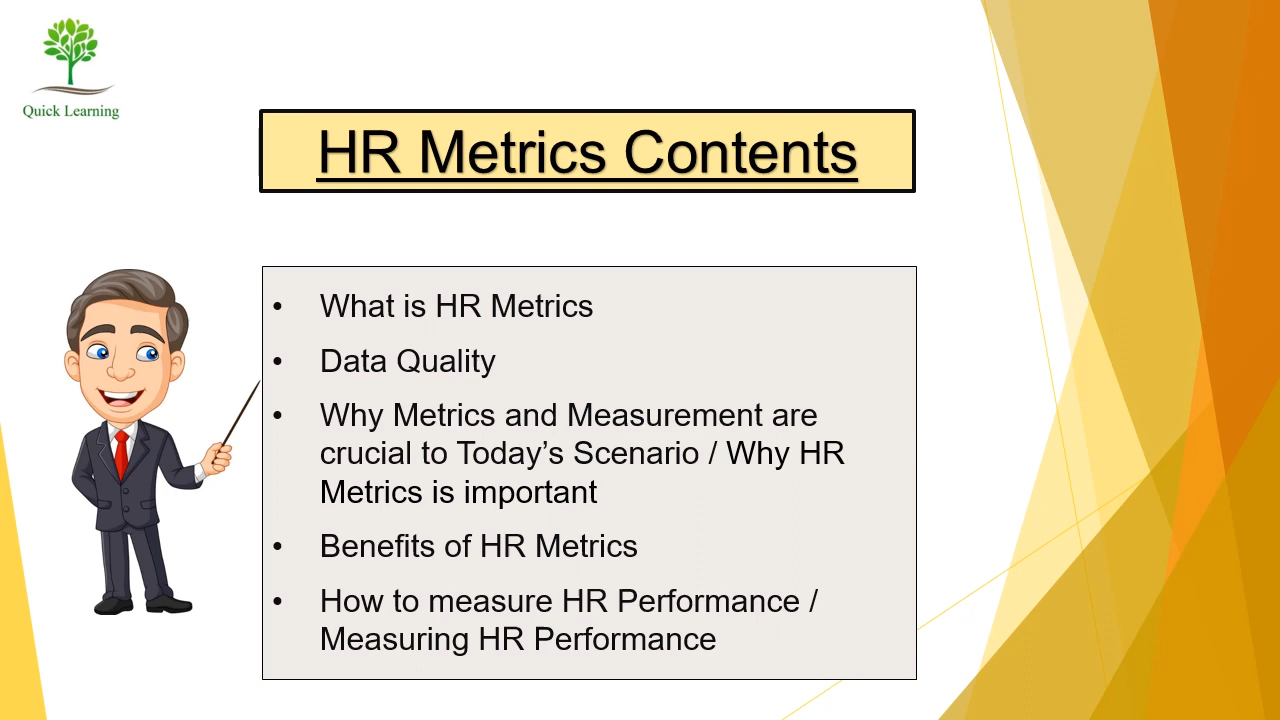 Quick Learning
HR Metrics Contents
• What is HR Metrics
• Data Quality
• Why Metrics and Measurement are
crucial to Today’s Scenario / Why HR
Metrics is important
• Benefits of HR Metrics
• How to measure HR Performance /
Measuring HR Performance